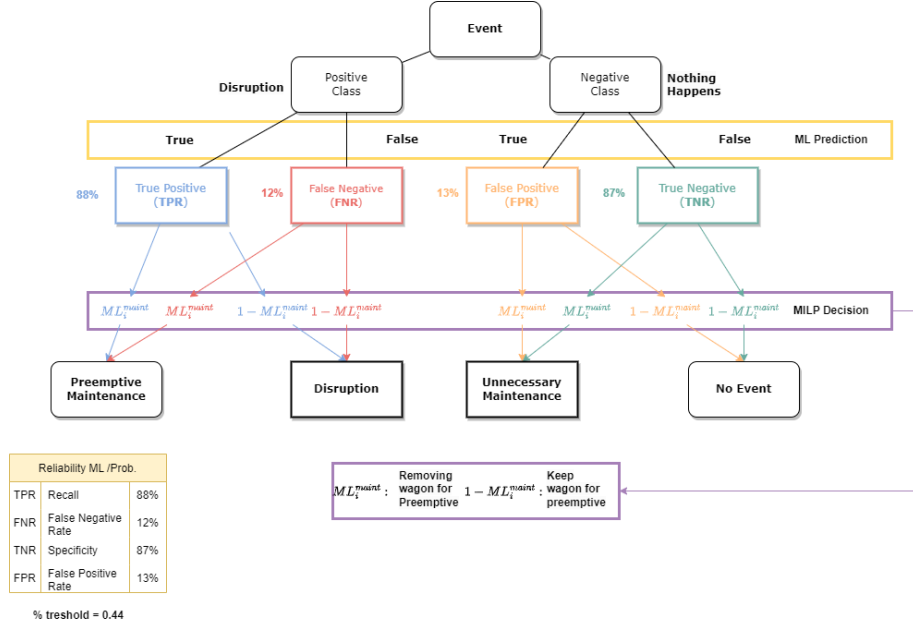 Event
Disruption
Positive
Class
Negative
Class
Nothing
Happens
True
False
True
False
ML Prediction
88%
True Positive
(TPR)
12%
False Negative
(FNR)
13%
False Positive
(FPR)
87%
True Negative
(TNR)
ML_i^{maint}
ML_i^{maint}
1 − ML_i^{maint}
1 − ML_i^{maint}
ML_i^{maint}
ML_i^{maint}
1 − ML_i^{maint}
1 − ML_i^{maint}
MILP Decision
Preemptive
Maintenance
Disruption
Unnecessary
Maintenance
No Event
Reliability ML /Prob.
TPR Recall 88%
FNR False Negative
Rate 12%
TNR Specificity 87%
FPR False Positive
Rate 13%
% treshold = 0.44
ML_i^{maint} :
Removing
wagon for
Preemptive
1 − ML_i^{maint} :
Keep
wagon for
preemptive